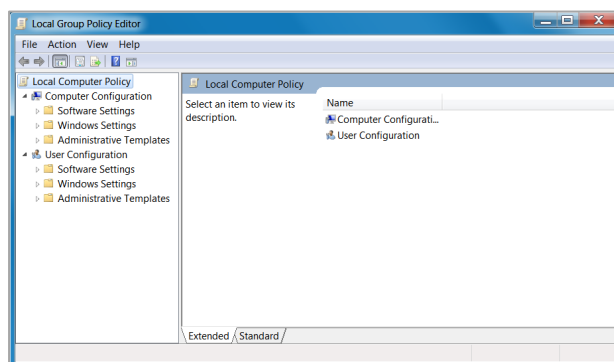 Local Group Policy Editor
File Action View Help
Local Computer Policy
Computer Configuration
Software Settings
Windows Settings
Administrative Templates
User Configuration
Software Settings
Windows Settings
Administrative Templates
Local Computer Policy
Select an item to view its
description.
Name
Computer Configurati...
User Configuration
Extended Standard